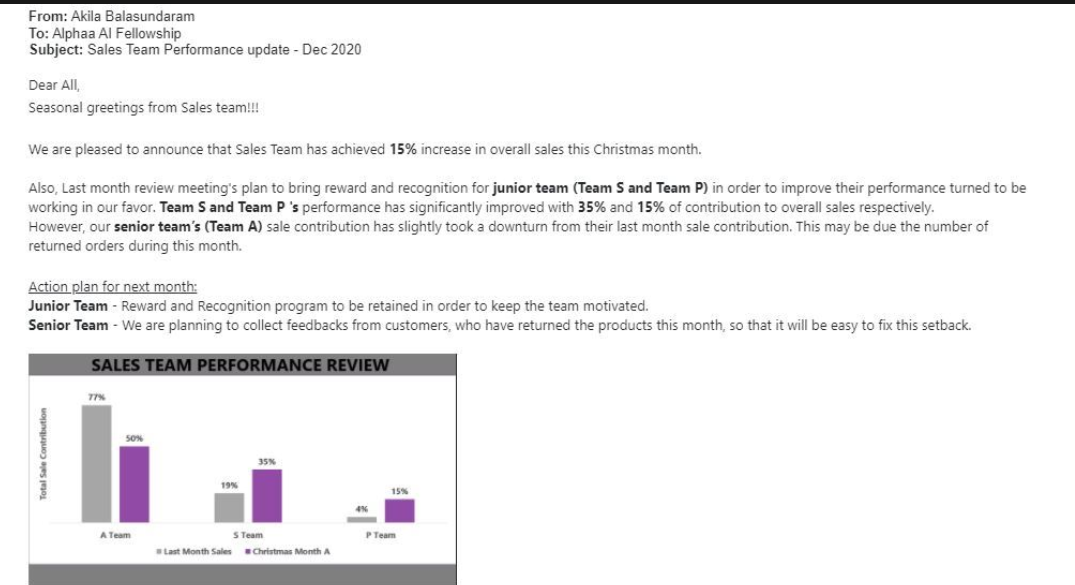 From: Akila Balasundaram
To: Alphaa AI Fellowship
Subject: Sales Team Performance update - Dec 2020
Dear All,
Seasonal greetings from Sales team!!!
We are pleased to announce that Sales Team has achieved 15% increase in overall sales this Christmas month.
Also, Last month review meeting's plan to bring reward and recognition for junior team (Team S and Team P) in order to improve their performance turned to be
working in our favor. Team S and Team P 's performance has significantly improved with 35% and 15% of contribution to overall sales respectively.
However, our senior team's (Team A) sale contribution has slightly took a downturn from their last month sale contribution. This may be due the number of
returned orders during this month.
Action plan for next month:
Junior Team - Reward and Recognition program to be retained in order to keep the team motivated.
Senior Team - We are planning to collect feedbacks from customers, who have returned the products this month, so that it will be easy to fix this setback.
SALES TEAM PERFORMANCE REVIEW
Total Sale Contribution
77%
50%
19%
35%
4%
15%
A Team
S Team
P Team
Last Month Sales
Christmas Month A